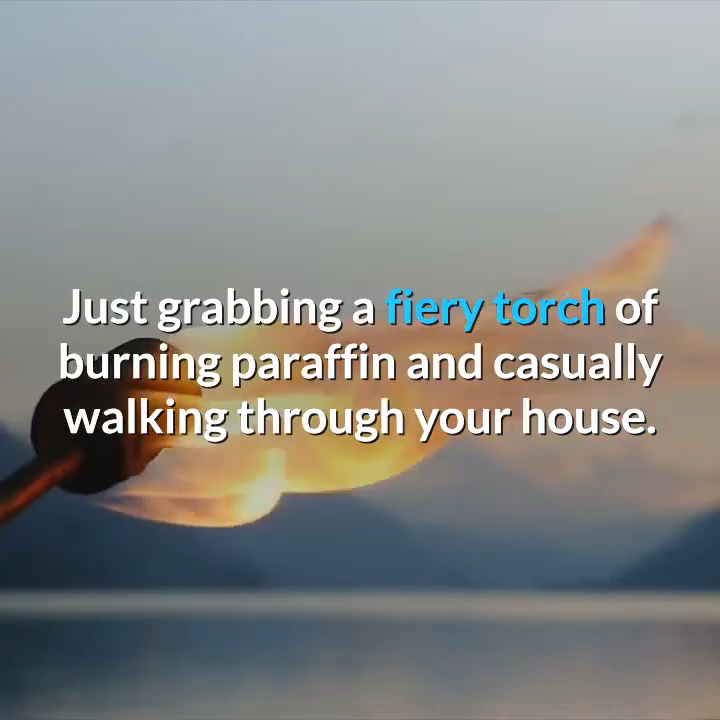 Just grabbing a fiery torch of
burning paraffin and casually
walking through your house.